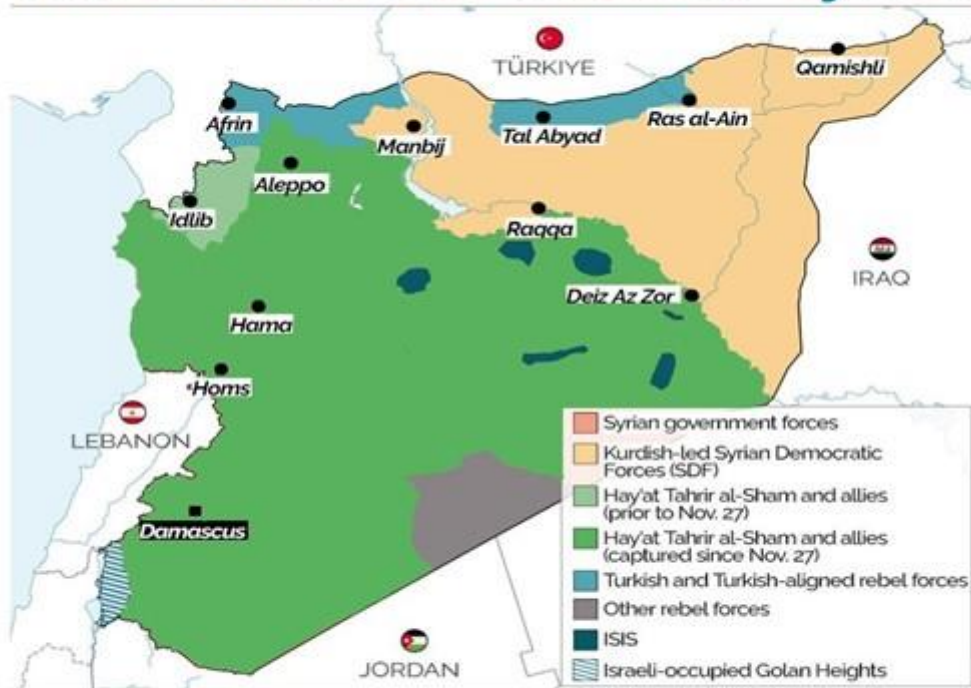 TÜRKIYE
Qamishli
Afrin
Manbij
Tal Abyad
Ras al-Ain
Aleppo
Idlib
Raqqa
IRAQ
Deiz Az Zor
Hama
Homs
LEBANON
Damascus
JORDAN
Syrian government forces
Kurdish-led Syrian Democratic
Forces (SDF)
Hay'at Tahrir al-Sham and allies
(prior to Nov. 27)
Hay'at Tahrir al-Sham and allies
(captured since Nov. 27)
Turkish and Turkish-aligned rebel forces
Other rebel forces
ISIS
Israeli-occupied Golan Heights